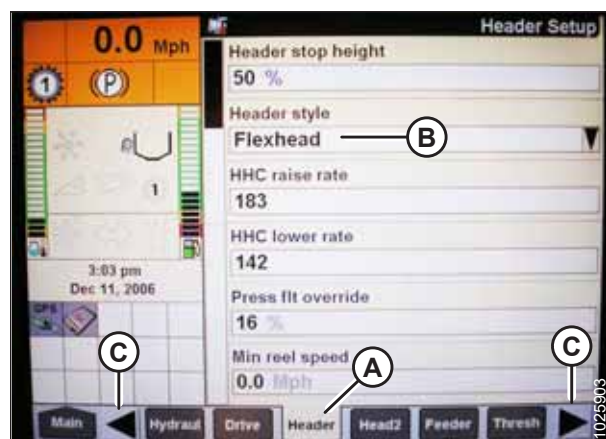 0.0 Mph
Header Setup
Header stop height
50 %
1
(P)
Header style
Flexhead
B
HHC raise rate
183
1
HHC lower rate
142
3:03 pm
Dec 11, 2006
Press flt override
16 %
GPS
Min reel speed
0.0 Mph
C
A
C
Main
Hydraul
Drive
Header
Head2
Feeder
Thresh
1025903